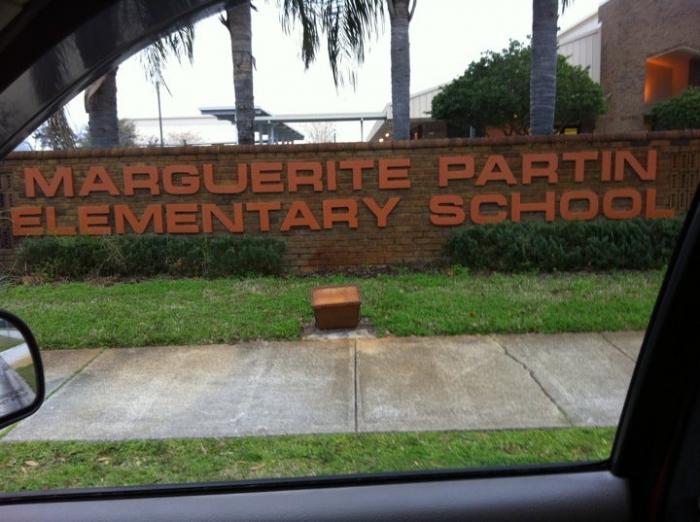 MARGUERITE PARTIN
ELEMENTARY SCHOOL